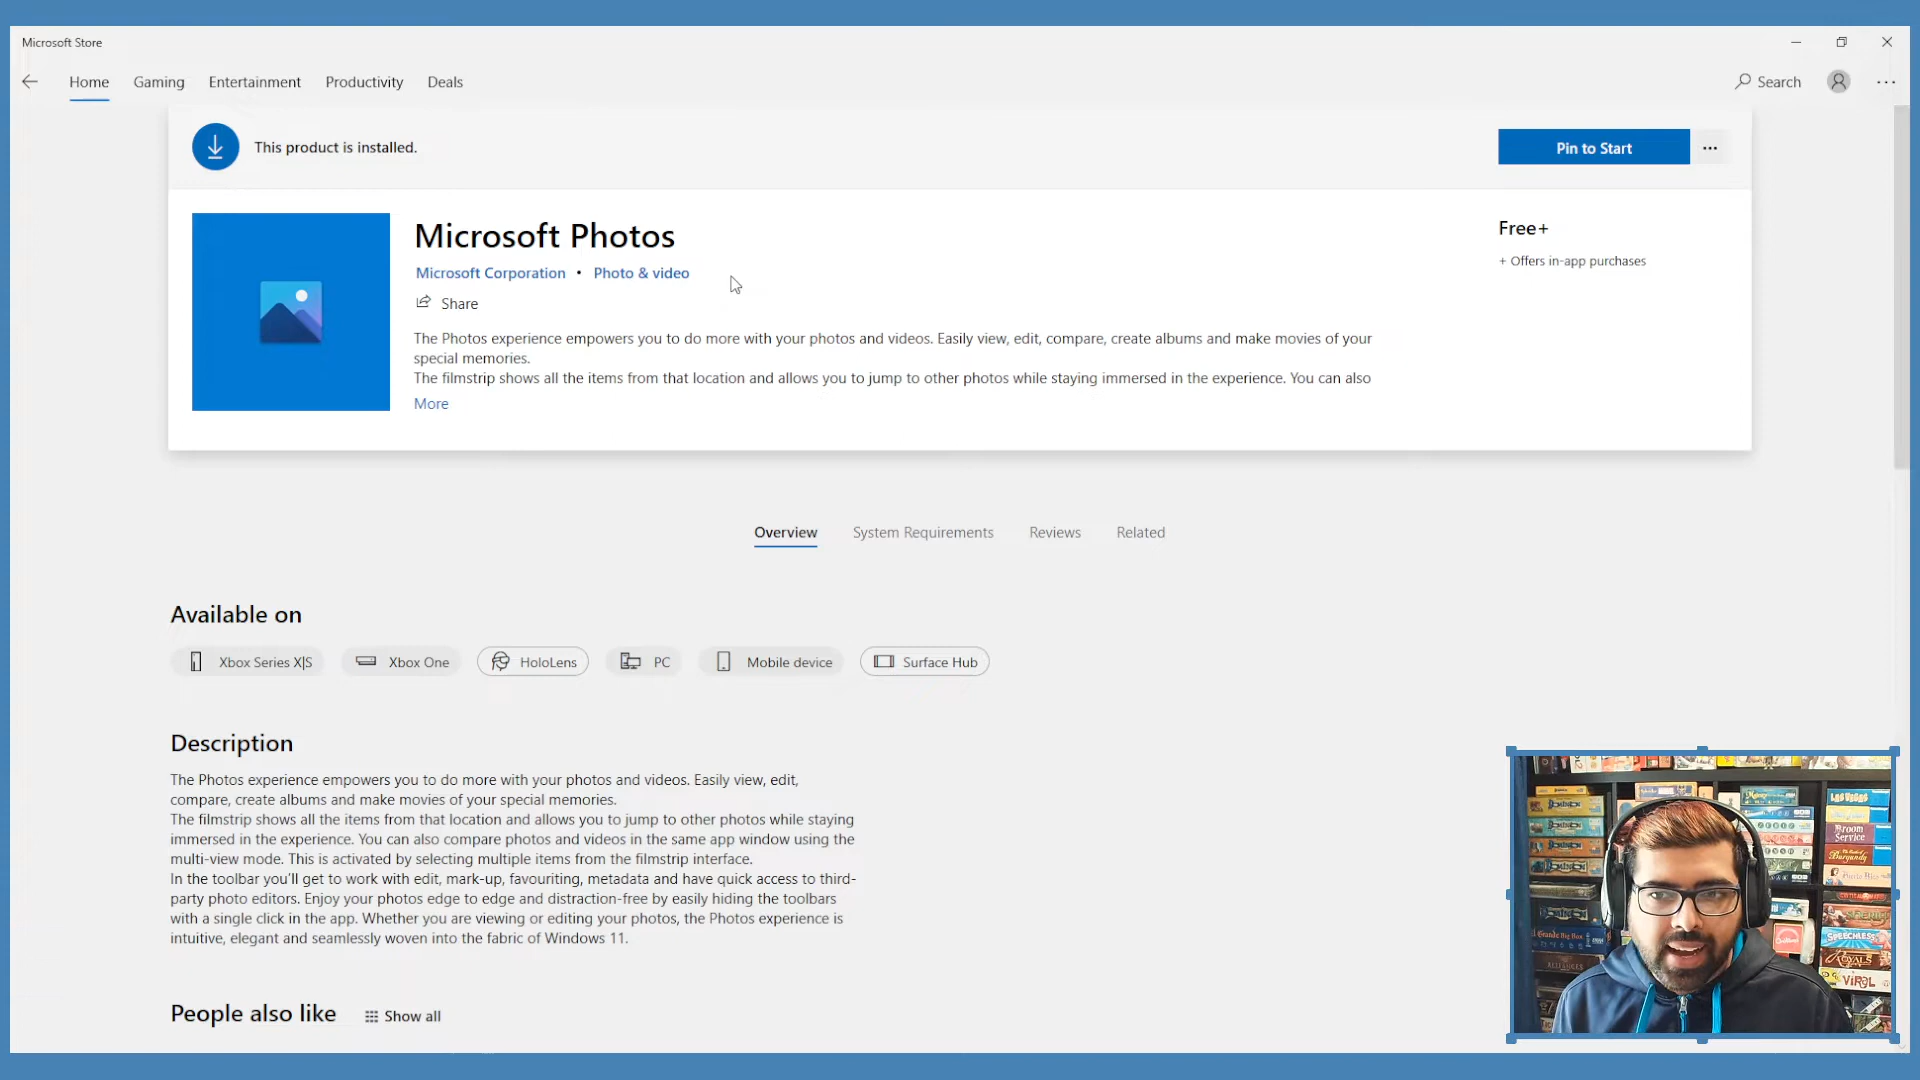 Microsoft Store
Home Gaming Entertainment Productivity Deals Search
This product is installed.
Pin to Start
Microsoft Photos
Free+
Microsoft Corporation • Photo & video
+ Offers in-app purchases
Share
The Photos experience empowers you to do more with your photos and videos. Easily view, edit, compare, create albums and make movies of your
special memories.
The filmstrip shows all the items from that location and allows you to jump to other photos while staying immersed in the experience. You can also
More
Overview System Requirements Reviews Related
Available on
Xbox Series X|S Xbox One HoloLens PC Mobile device Surface Hub
Description
The Photos experience empowers you to do more with your photos and videos. Easily view, edit,
compare, create albums and make movies of your special memories.
The filmstrip shows all the items from that location and allows you to jump to other photos while staying
immersed in the experience. You can also compare photos and videos in the same app window using the
multi-view mode. This is activated by selecting multiple items from the filmstrip interface.
In the toolbar you'll get to work with edit, mark-up, favouriting, metadata and have quick access to third-
party photo editors. Enjoy your photos edge to edge and distraction-free by easily hiding the toolbars
with a single click in the app. Whether you are viewing or editing your photos, the Photos experience is
intuitive, elegant and seamlessly woven into the fabric of Windows 11.
People also like Show all
LAS VEGAS
Room
Service
Burgundy
SPEECHLESS
ROYALS
VIRAL